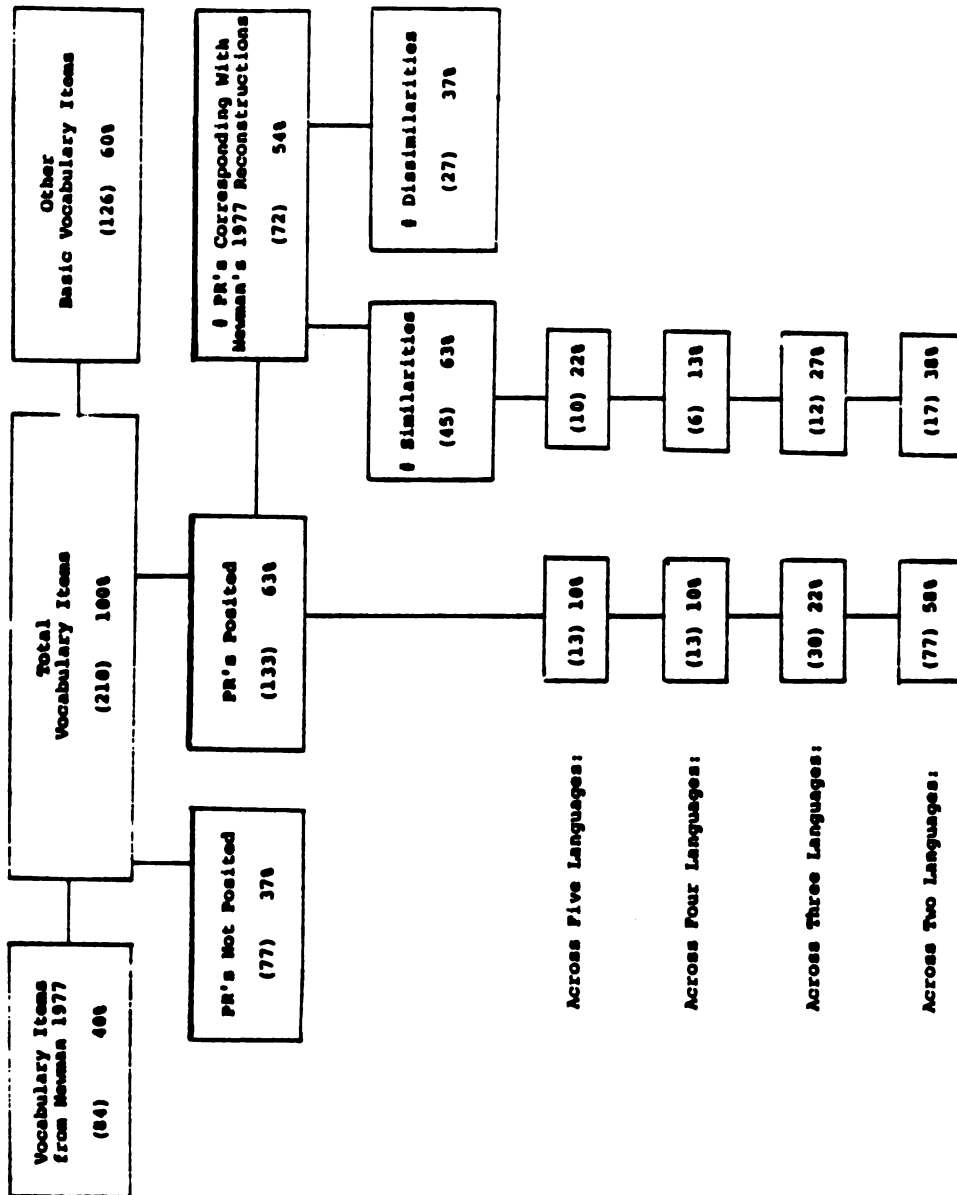 Vocabulary Items
from Newman 1977
(84) 40%
Total
Vocabulary Items
(210) 100%
Other
Basic Vocabulary Items
(126) 60%
PR's Not Posited
(77) 37%
PR's Posited
(133) 63%
# PR's Corresponding With
Newman's 1977 Reconstructions
(72) 54%
# Similarities
(45) 63%
# Dissimilarities
(27) 37%
Across Five Languages:
(13) 10%
(10) 22%
Across Four Languages:
(13) 10%
(6) 13%
Across Three Languages:
(30) 22%
(12) 27%
Across Two Languages:
(77) 58%
(17) 38%